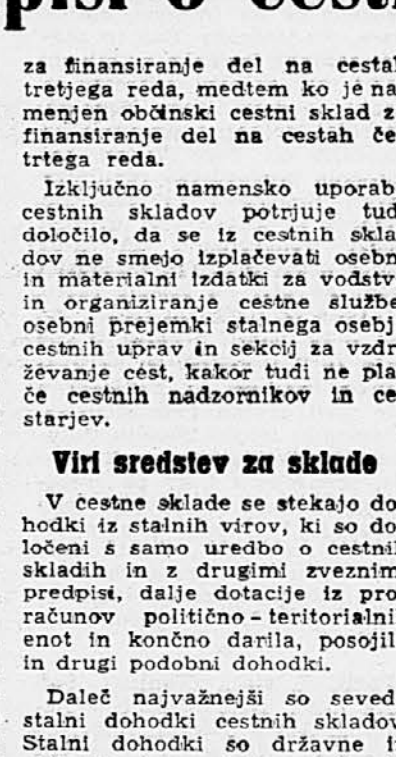 pisi o cest
za finansiranje del na cestah
tretjega reda, medtem ko je na-
menjen občinski cestni sklad z
finansiranje del na cestah če
trtega reda.
Izključno namensko uporab
cestnih skladov potrjuje tud
določilo, da se iz cestnih skla
dov ne smejo izplačevati osebn
in materialni izdatki za vodstv
in organiziranje cestne službe
osebni prejemki stalnega osebj
cestnih uprav in sekcij za vzdr
ževanje cest, kakor tudi ne pla
če cestnih nadzornikov in ce
starjev.
Viri sredstev za sklade
V cestne sklade se stekajo do
hodki iz stalnih virov, ki so do
ločeni s samo uredbo o cestnih
skladih in z drugimi zveznim
predpisi, dalje dotacije iz pro
računov politično - teritorialnih
enot in končno darila, posojil
in drugi podobni dohodki.
Daleč najvažnejši so seved
stalni dohodki cestnih skladov
Stalni dohodki so državne i